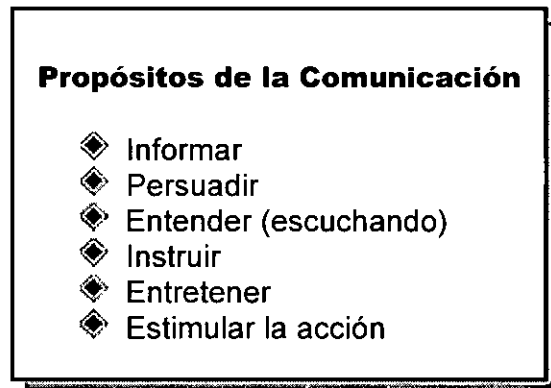 Propósitos de la Comunicación
Informar
Persuadir
Entender (escuchando)
Instruir
Entretener
Estimular la acción